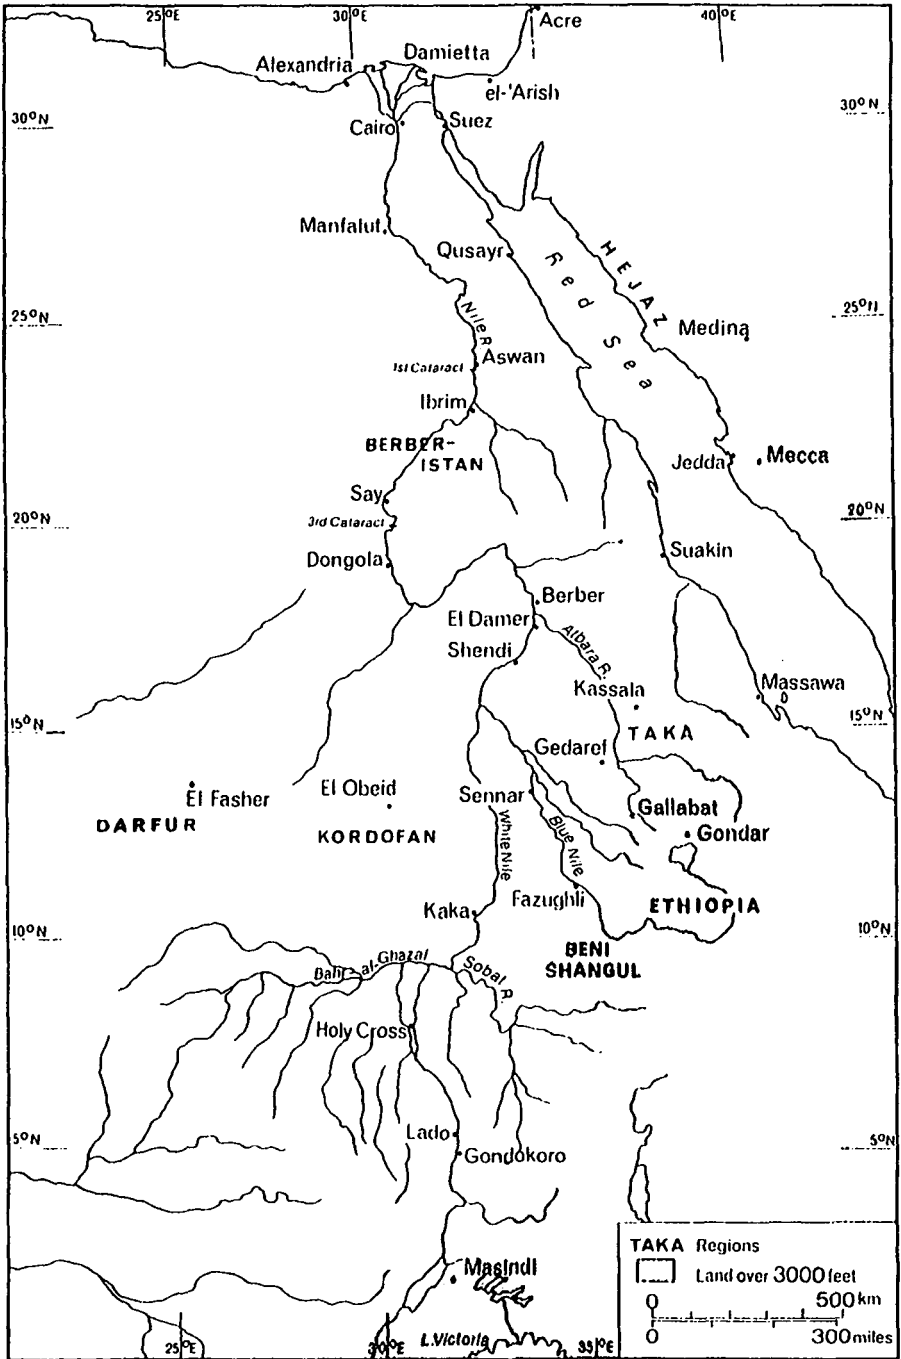 25°E
30°E
40°E
Acre
Damietta
Alexandria
el-'Arish
30°N
30°N
Cairo
Suez
Manfalut
Qusayr
HEJAZ
Red Sea
25°N
25°N
Nile R.
Medina
Aswan
1st Cataract
Ibrim
BERBER-
ISTAN
Jedda
Mecca
Say
20°N
20°N
3rd Cataract
Dongola
Suakin
Berber
El Damer
Atbara R.
Shendi
Kassala
Massawa
15°N
15°N
TAKA
Gedaref
El Fasher
El Obeid
Sennar
Gallabat
DARFUR
KORDOFAN
White Nile
Blue Nile
Gondar
Kaka
Fazughli
ETHIOPIA
10°N
10°N
BENI
SHANGUL
Bahr al-Ghazal
Sobat R.
Holy Cross
Lado
5°N
5°N
Gondokoro
TAKA Regions
Masindi
Land over 3000 feet
0 500 km
0 300 miles
25°E
30°E
L.Victoria
35°E